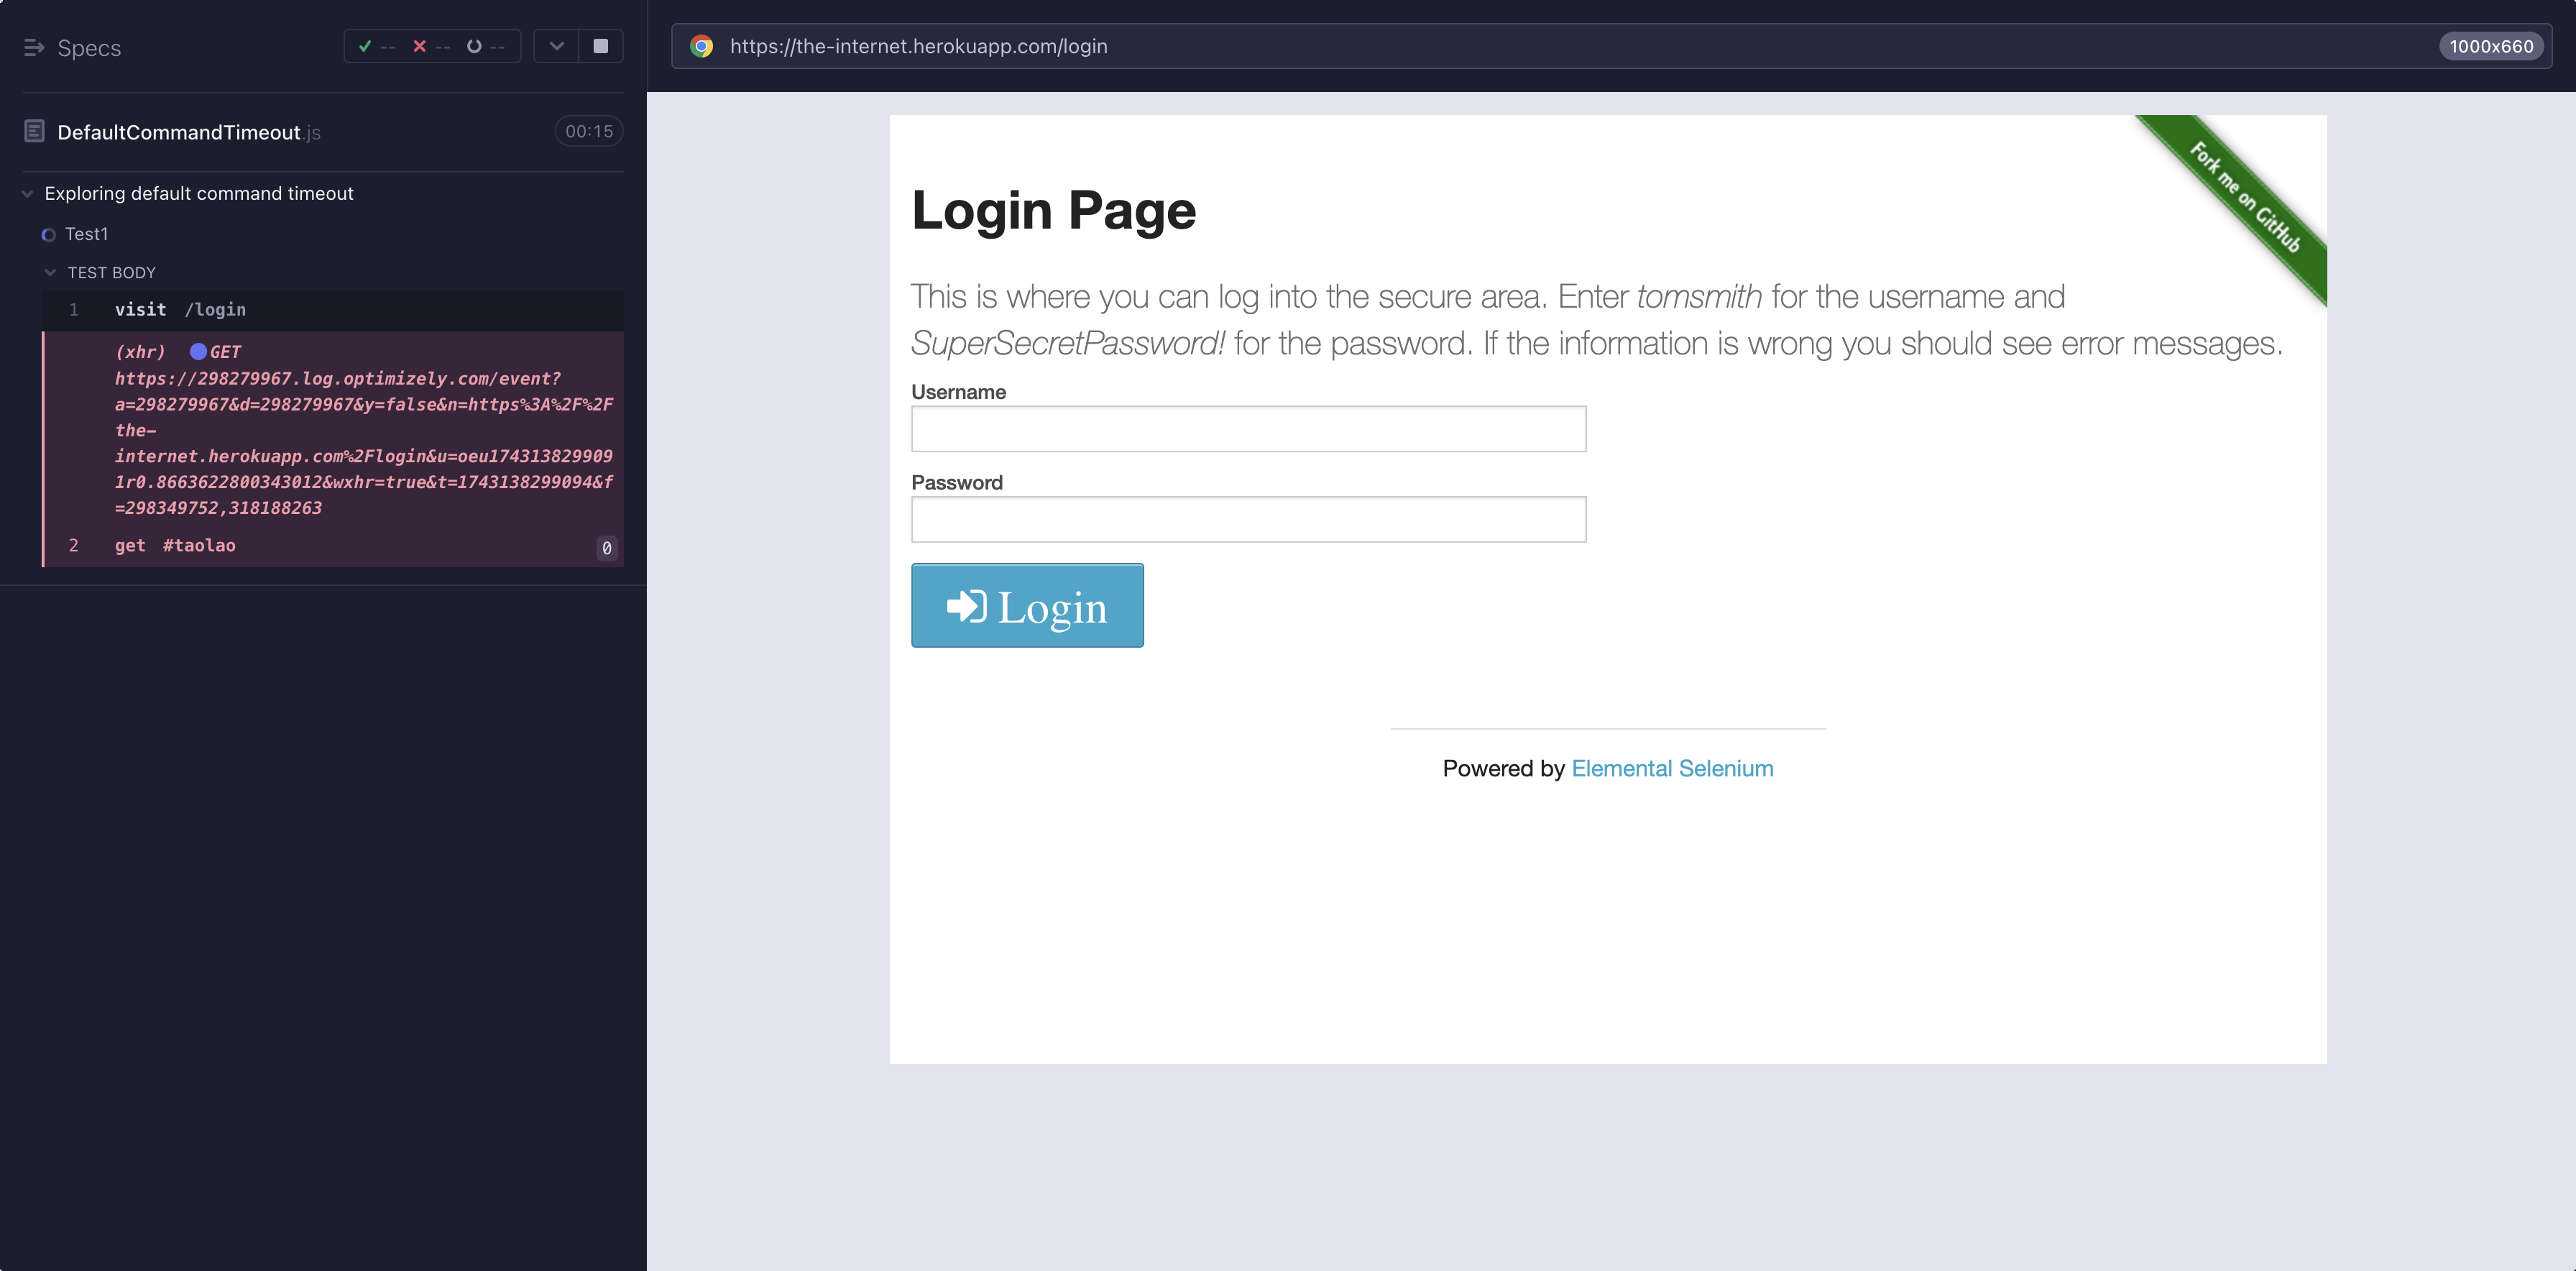 Specs
-- -- --
DefaultCommandTimeout.js
00:15
Exploring default command timeout
Test1
TEST BODY
1 visit /login
(xhr) GET
https://298279967.log.optimizely.com/event?
a=298279967&d=298279967&y=false&n=https%3A%2F%2F
the-
internet.herokuapp.com%2Flogin&u=oeu174313829909
1r0.8663622800343012&wxhr=true&t=1743138299094&f
=298349752,318188263
2 get #taolao 0
https://the-internet.herokuapp.com/login
1000x660
Fork me on GitHub
Login Page
This is where you can log into the secure area. Enter tomsmith for the username and
SuperSecretPassword! for the password. If the information is wrong you should see error messages.
Username
Password
Login
Powered by Elemental Selenium